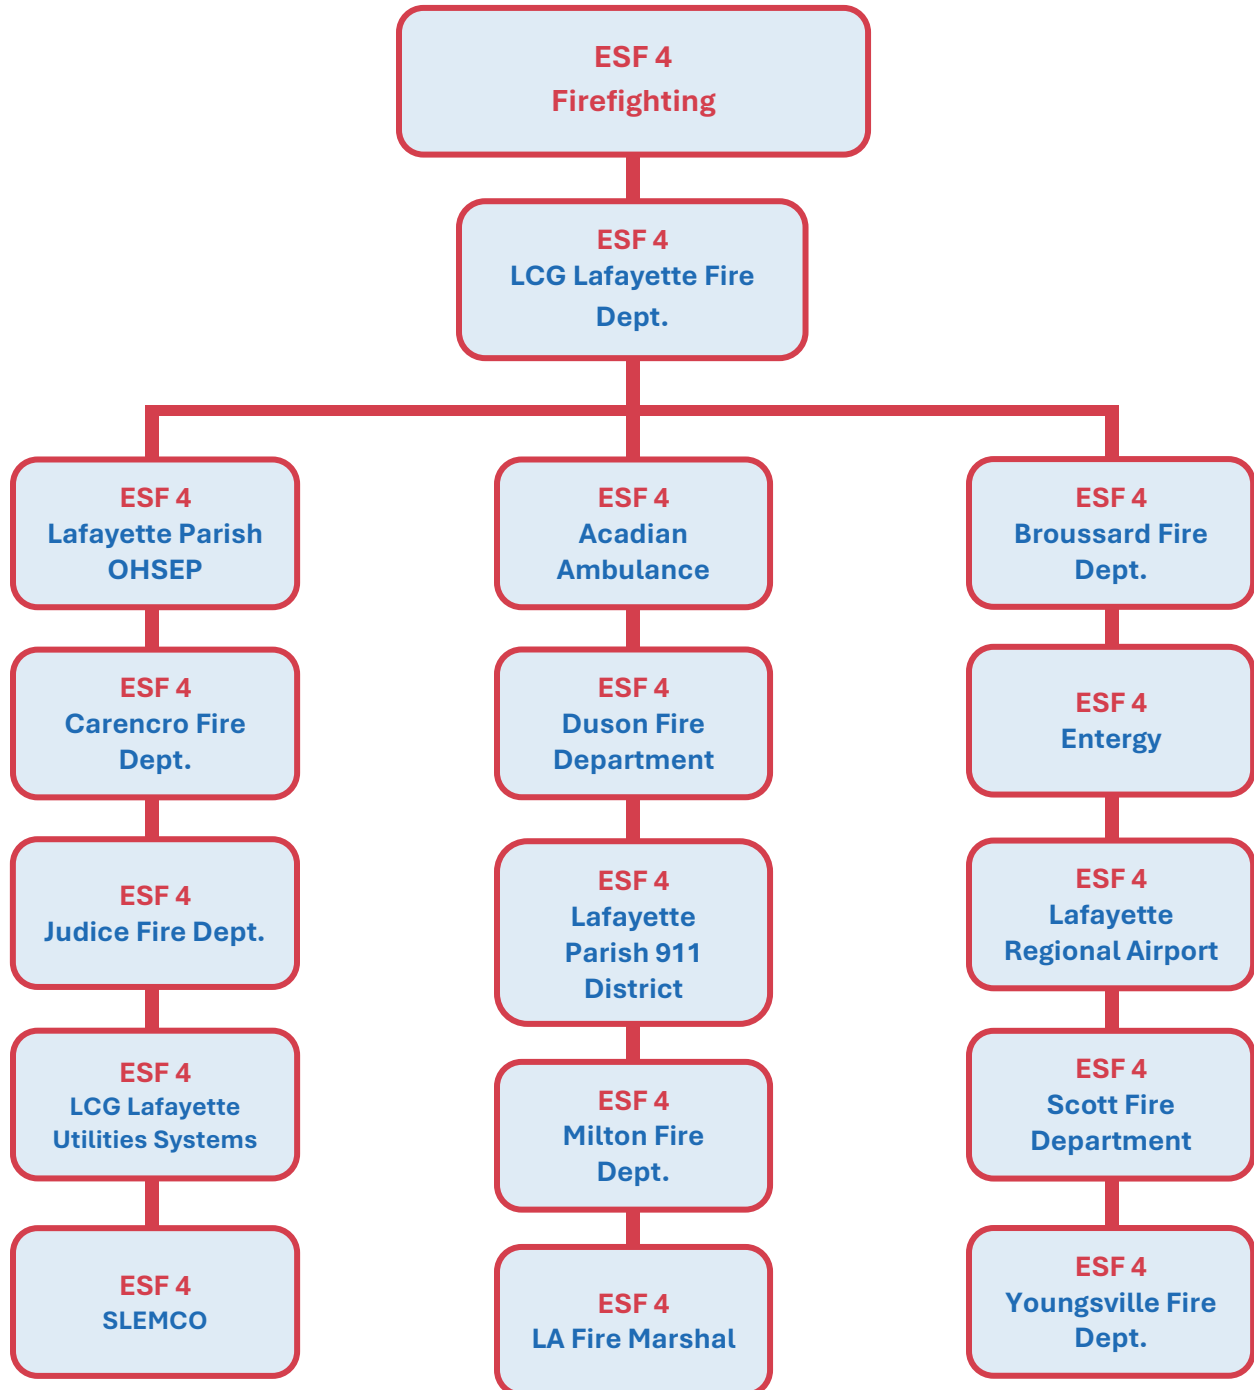 ESF 4
Firefighting
ESF 4
LCG Lafayette Fire
Dept.
ESF 4
Lafayette Parish
OHSEP
ESF 4
Acadian
Ambulance
ESF 4
Broussard Fire
Dept.
ESF 4
Carencro Fire
Dept.
ESF 4
Duson Fire
Department
ESF 4
Entergy
ESF 4
Judice Fire Dept.
ESF 4
Lafayette
Parish 911
District
ESF 4
Lafayette
Regional Airport
ESF 4
LCG Lafayette
Utilities Systems
ESF 4
Milton Fire
Dept.
ESF 4
Scott Fire
Department
ESF 4
SLEMCO
ESF 4
LA Fire Marshal
ESF 4
Youngsville Fire
Dept.